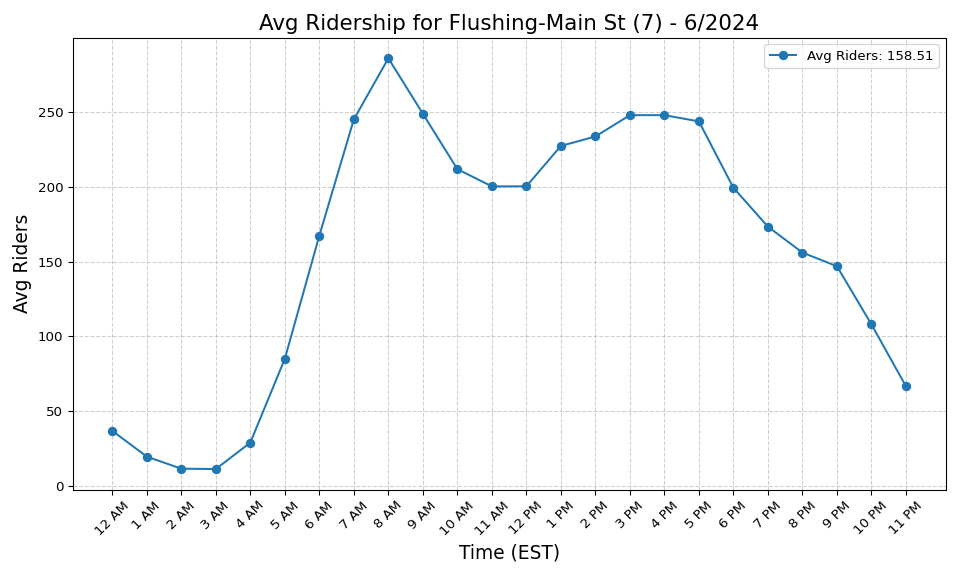 Avg Ridership for Flushing-Main St (7) - 6/2024
Avg Riders: 158.51
Avg Riders
250
200
150
100
50
0
12 AM
1 AM
2 AM
3 AM
4 AM
5 AM
6 AM
7 AM
8 AM
9 AM
10 AM
11 AM
12 PM
1 PM
2 PM
3 PM
4 PM
5 PM
6 PM
7 PM
8 PM
9 PM
10 PM
11 PM
Time (EST)